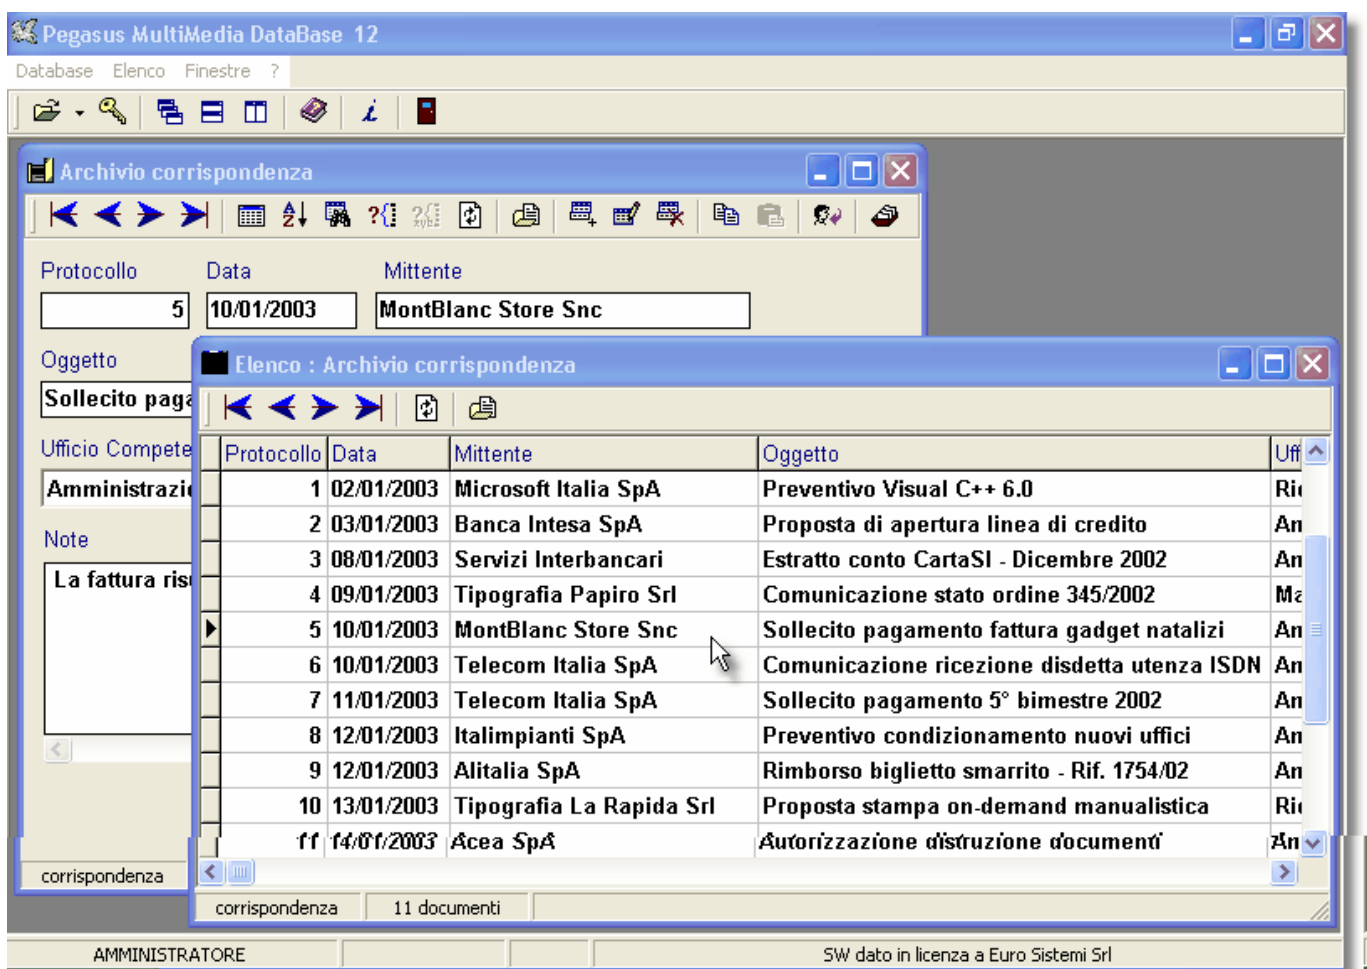 Pegasus MultiMedia DataBase 12
Database Elenco Finestre ?
Archivio corrispondenza
Protocollo Data Mittente
5 10/01/2003 MontBlanc Store Snc
Oggetto
Sollecito paga
Ufficio Compete
Amministrazi
Note
La fattura ris
corrispondenza
Elenco : Archivio corrispondenza
Protocollo Data Mittente Oggetto Uff
1 02/01/2003 Microsoft Italia SpA Preventivo Visual C++ 6.0 Ri
2 03/01/2003 Banca Intesa SpA Proposta di apertura linea di credito An
3 08/01/2003 Servizi Interbancari Estratto conto CartaSI - Dicembre 2002 An
4 09/01/2003 Tipografia Papiro Srl Comunicazione stato ordine 345/2002 Ma
5 10/01/2003 MontBlanc Store Snc Sollecito pagamento fattura gadget natalizi An
6 10/01/2003 Telecom Italia SpA Comunicazione ricezione disdetta utenza ISDN An
7 11/01/2003 Telecom Italia SpA Sollecito pagamento 5° bimestre 2002 An
8 12/01/2003 Italimpianti SpA Preventivo condizionamento nuovi uffici An
9 12/01/2003 Alitalia SpA Rimborso biglietto smarrito - Rif. 1754/02 An
10 13/01/2003 Tipografia La Rapida Srl Proposta stampa on-demand manualistica Ri
11 14/01/2003 Acea SpA Autorizzazione distruzione documenti An
corrispondenza 11 documenti
AMMINISTRATORE SW dato in licenza a Euro Sistemi Srl